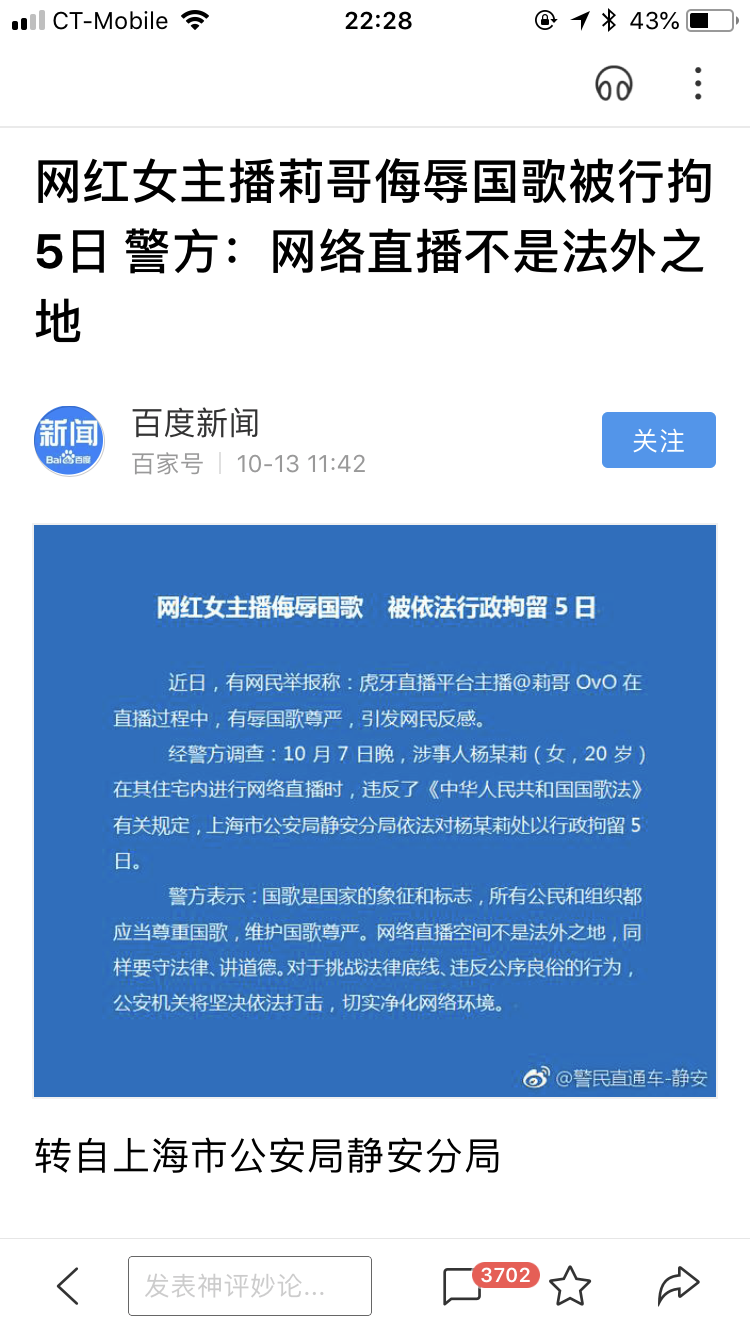 CT-Mobile 22:28 43%
网红女主播莉哥侮辱国歌被行拘
5日 警方：网络直播不是法外之
地
新闻
Bai百度
百度新闻
百家号 10-13 11:42
关注
网红女主播侮辱国歌 被依法行政拘留 5 日
近日，有网民举报称：虎牙直播平台主播@莉哥 OvO 在
直播过程中，有辱国歌尊严，引发网民反感。
经警方调查：10 月 7 日晚，涉事人杨某莉（女，20 岁）
在其住宅内进行网络直播时，违反了《中华人民共和国国歌法》
有关规定，上海市公安局静安分局依法对杨某莉处以行政拘留 5
日。
警方表示：国歌是国家的象征和标志，所有公民和组织都
应当尊重国歌，维护国歌尊严。网络直播空间不是法外之地，同
样要守法律、讲道德。对于挑战法律底线、违反公序良俗的行为，
公安机关将坚决依法打击，切实净化网络环境。
@警民直通车-静安
转自上海市公安局静安分局
发表神评妙论...
3702